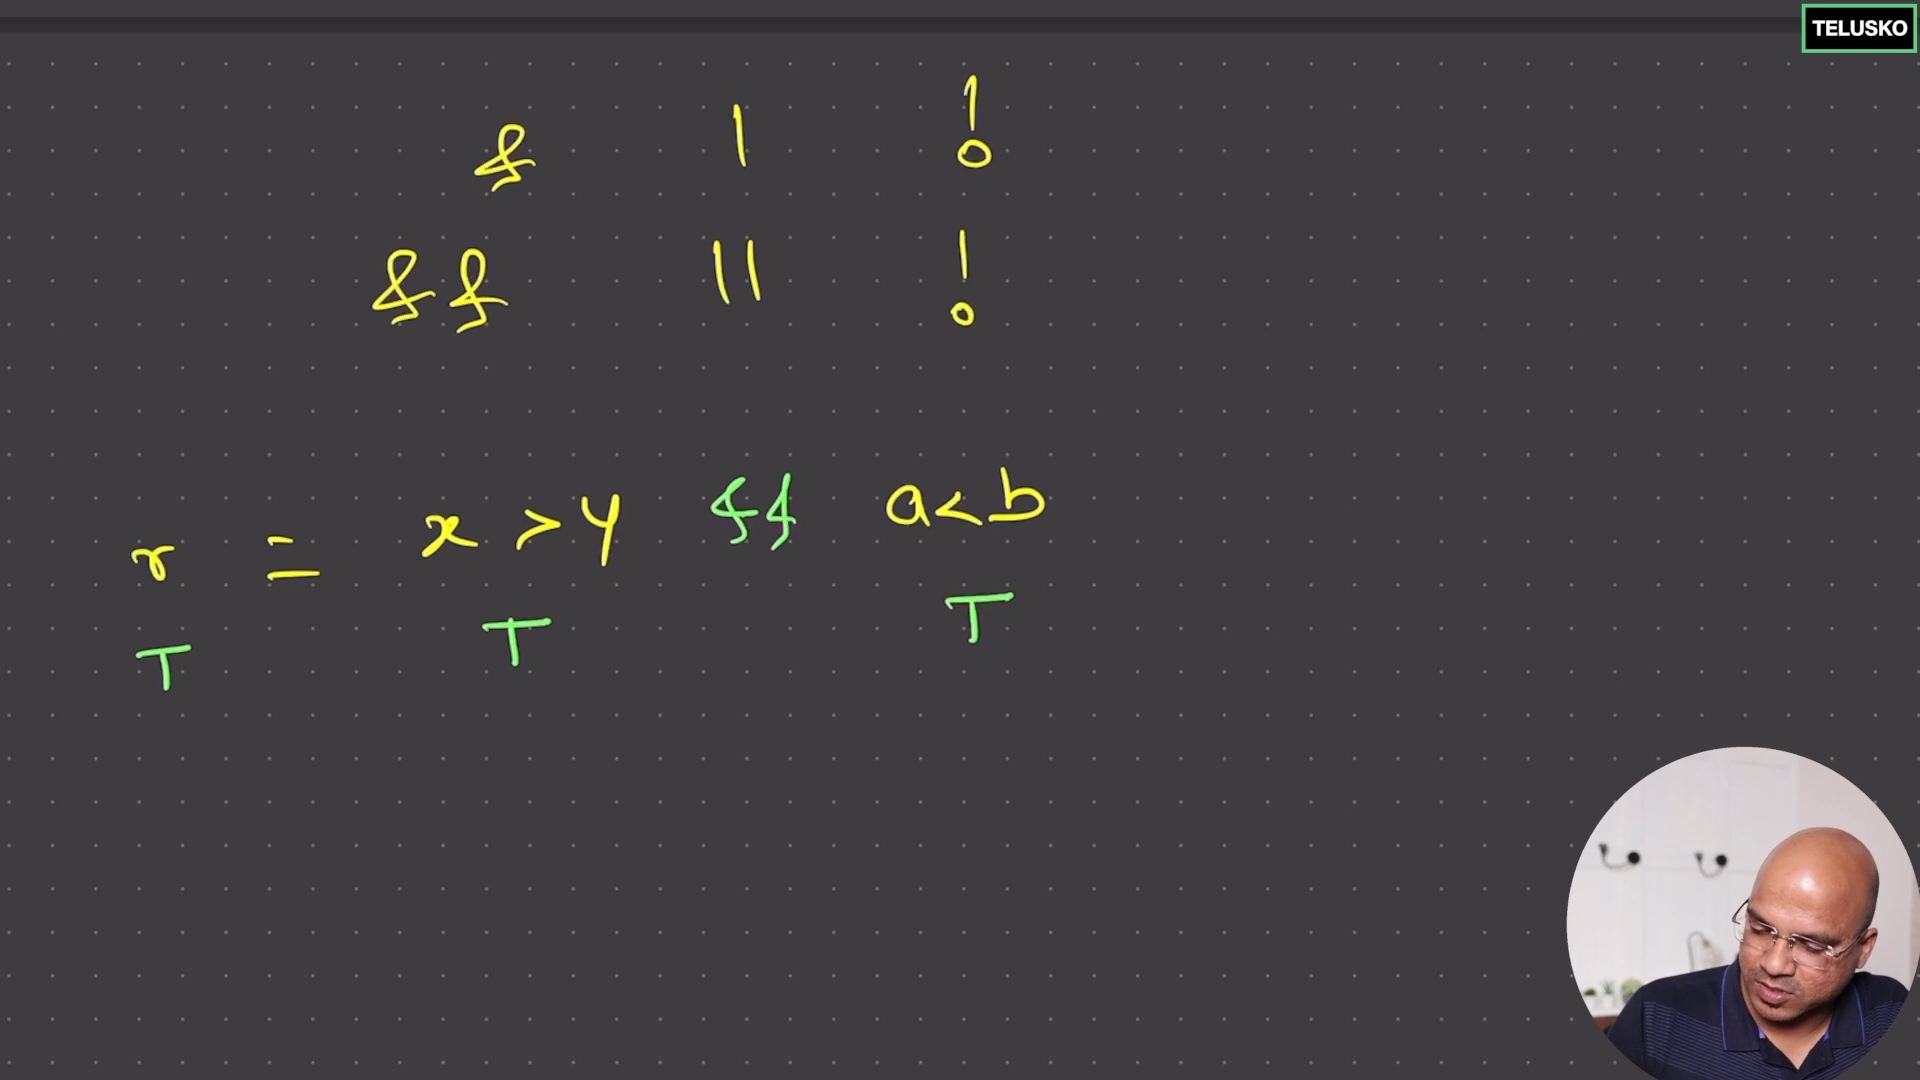 TELUSKO
& | !
&& || !
r = x > y && a < b
T T T